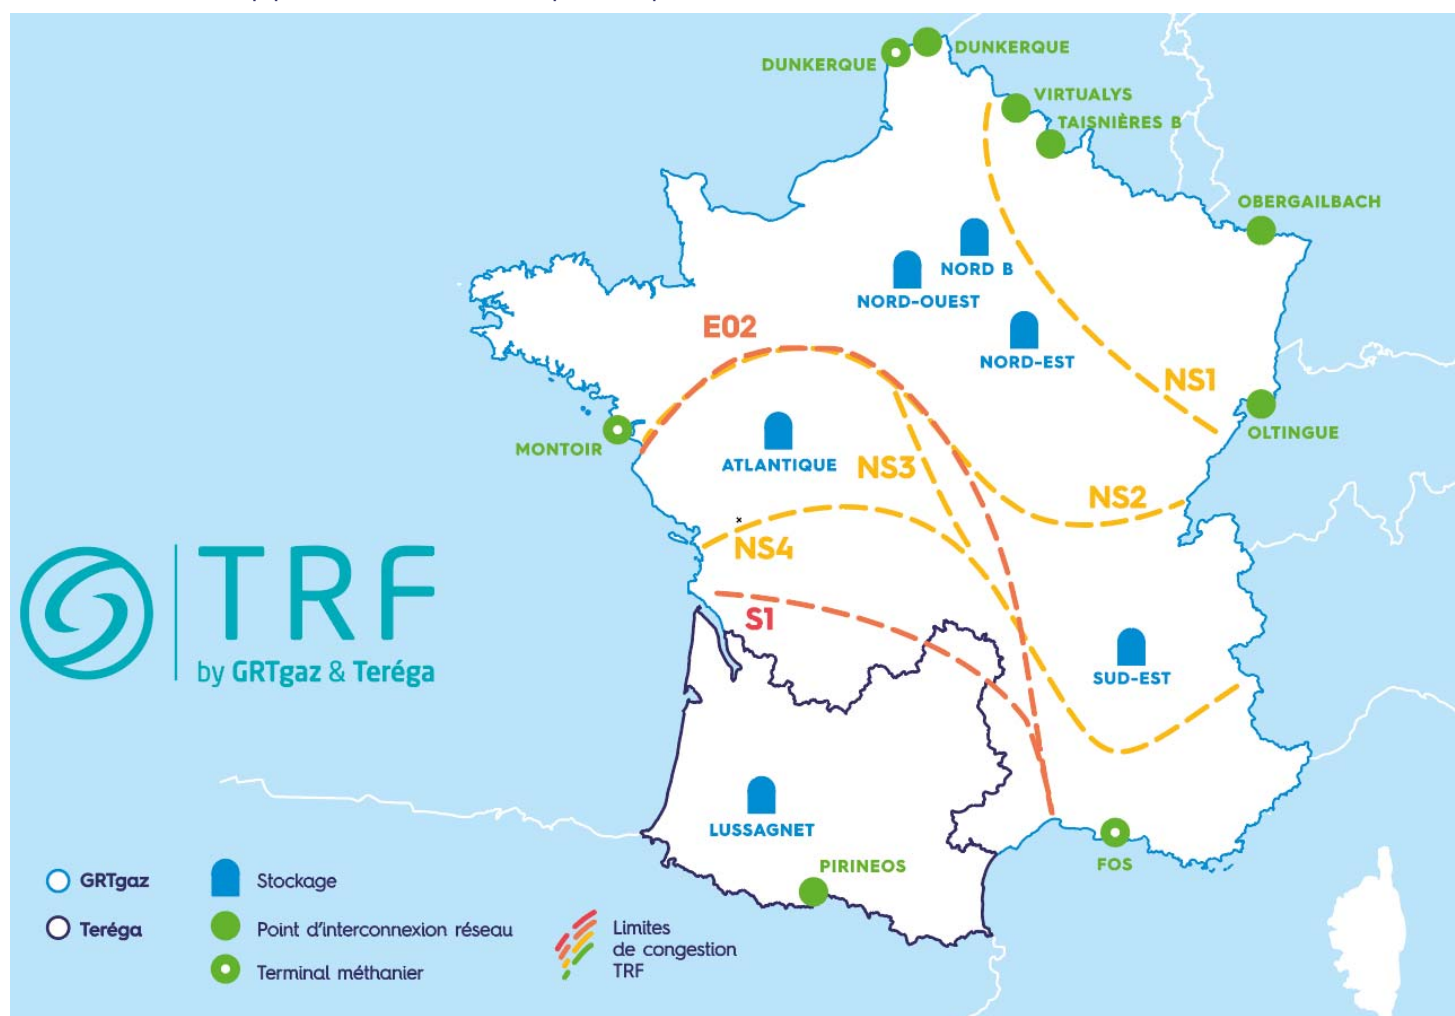 DUNKERQUE
DUNKERQUE
VIRTUALYS
TAISNIÈRES B
OBERGAILBACH
NORD B
NORD-OUEST
E02
NORD-EST
NS1
OLTINGUE
MONTOIR
ATLANTIQUE
NS3
NS2
NS4
TRF
by GRTgaz & Teréga
S1
SUD-EST
LUSSAGNET
PIRINEOS
FOS
GRTgaz
Teréga
Stockage
Point d'interconnexion réseau
Terminal méthanier
Limites
de congestion
TRF